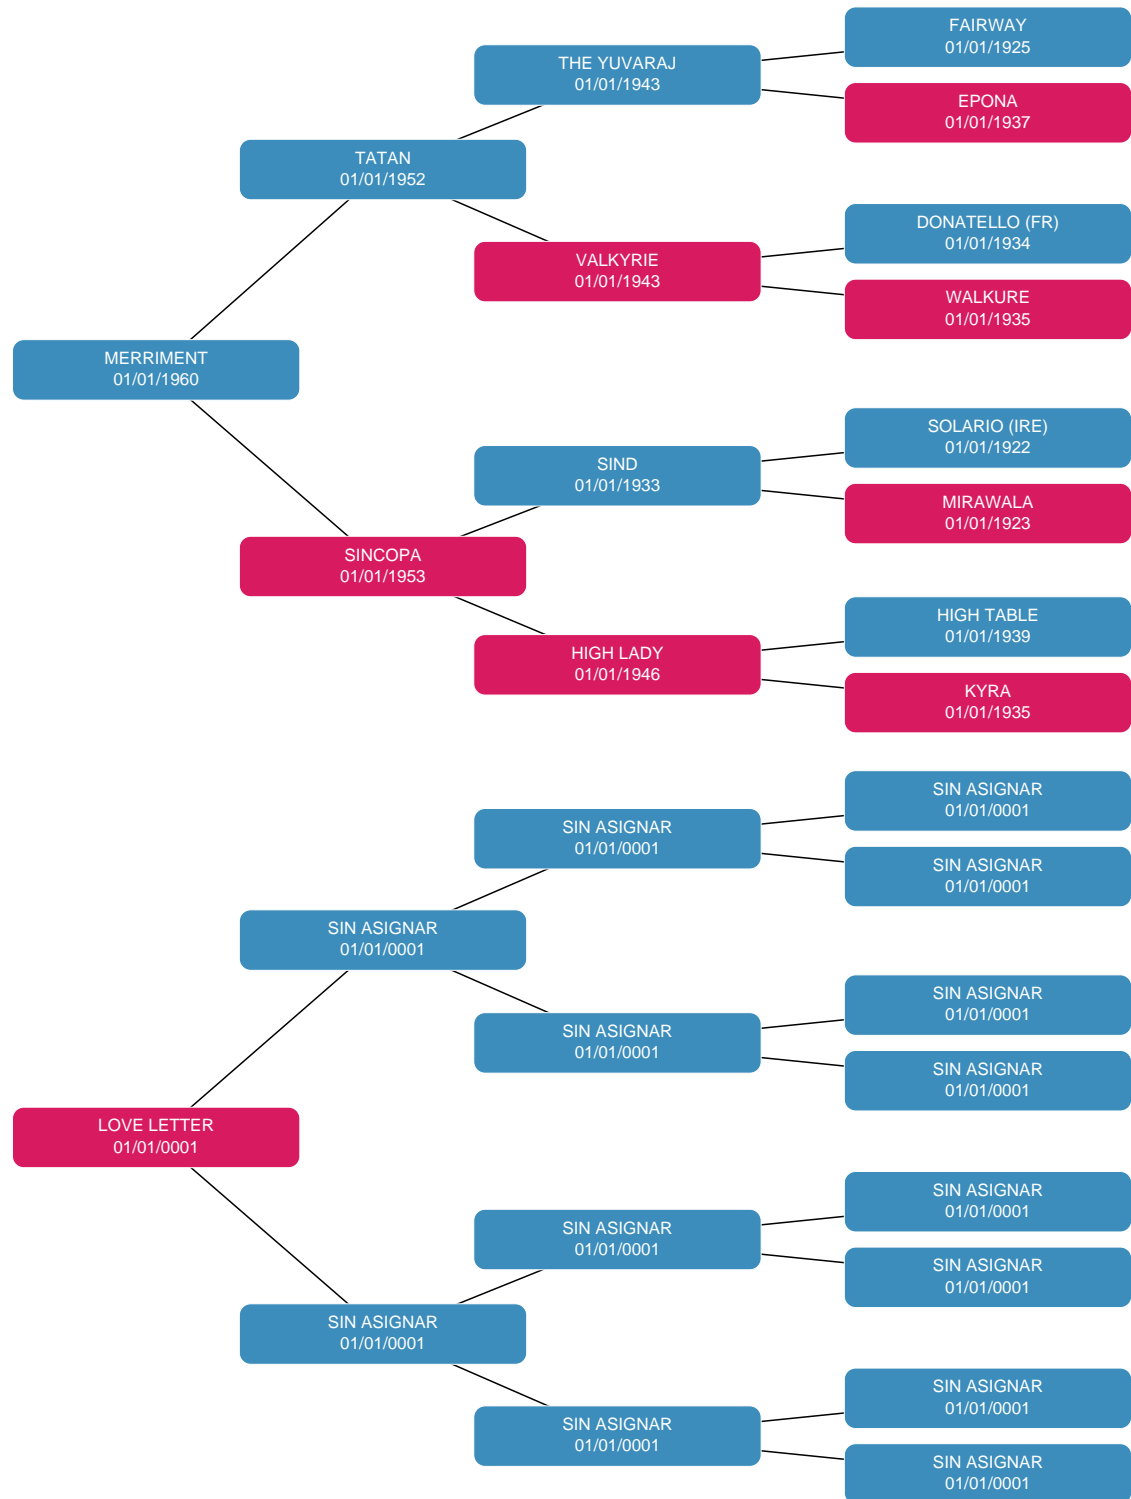 FAIRWAY
01/01/1925
THE YUVARAJ
01/01/1943
EPONA
01/01/1937
TATAN
01/01/1952
DONATELLO (FR)
01/01/1934
VALKYRIE
01/01/1943
WALKURE
01/01/1935
MERRIMENT
01/01/1960
SOLARIO (IRE)
01/01/1922
SIND
01/01/1933
MIRAWALA
01/01/1923
SINCOPA
01/01/1953
HIGH TABLE
01/01/1939
HIGH LADY
01/01/1946
KYRA
01/01/1935
SIN ASIGNAR
01/01/0001
SIN ASIGNAR
01/01/0001
SIN ASIGNAR
01/01/0001
SIN ASIGNAR
01/01/0001
SIN ASIGNAR
01/01/0001
SIN ASIGNAR
01/01/0001
SIN ASIGNAR
01/01/0001
LOVE LETTER
01/01/0001
SIN ASIGNAR
01/01/0001
SIN ASIGNAR
01/01/0001
SIN ASIGNAR
01/01/0001
SIN ASIGNAR
01/01/0001
SIN ASIGNAR
01/01/0001
SIN ASIGNAR
01/01/0001
SIN ASIGNAR
01/01/0001